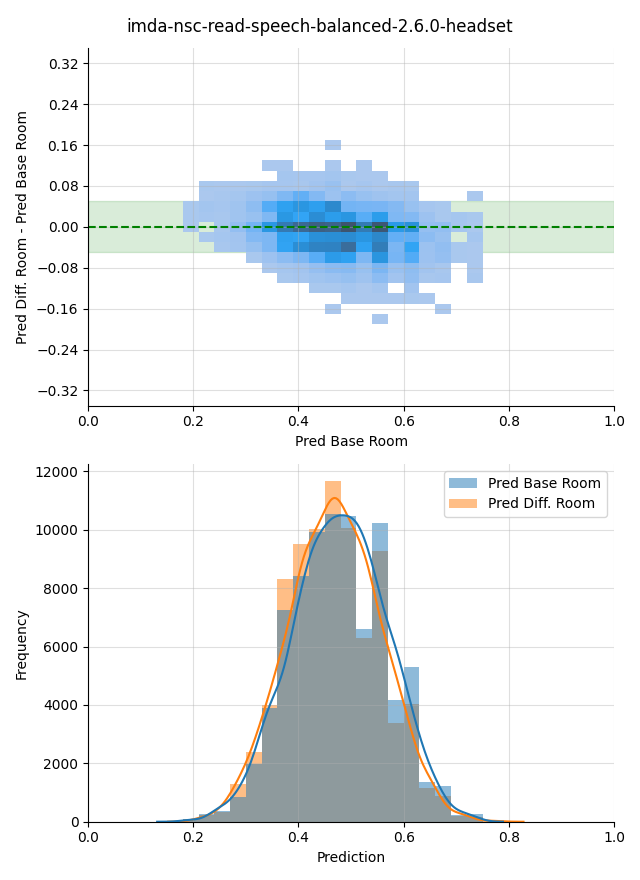 imda-nsc-read-speech-balanced-2.6.0-headset
0.32
0.24
0.16
0.08
0.00
−0.08
−0.16
−0.24
−0.32
Pred Diff. Room - Pred Base Room
0.0 0.2 0.4 0.6 0.8 1.0
Pred Base Room
12000
10000
8000
6000
4000
2000
0
Frequency
Pred Base Room
Pred Diff. Room
0.0 0.2 0.4 0.6 0.8 1.0
Prediction